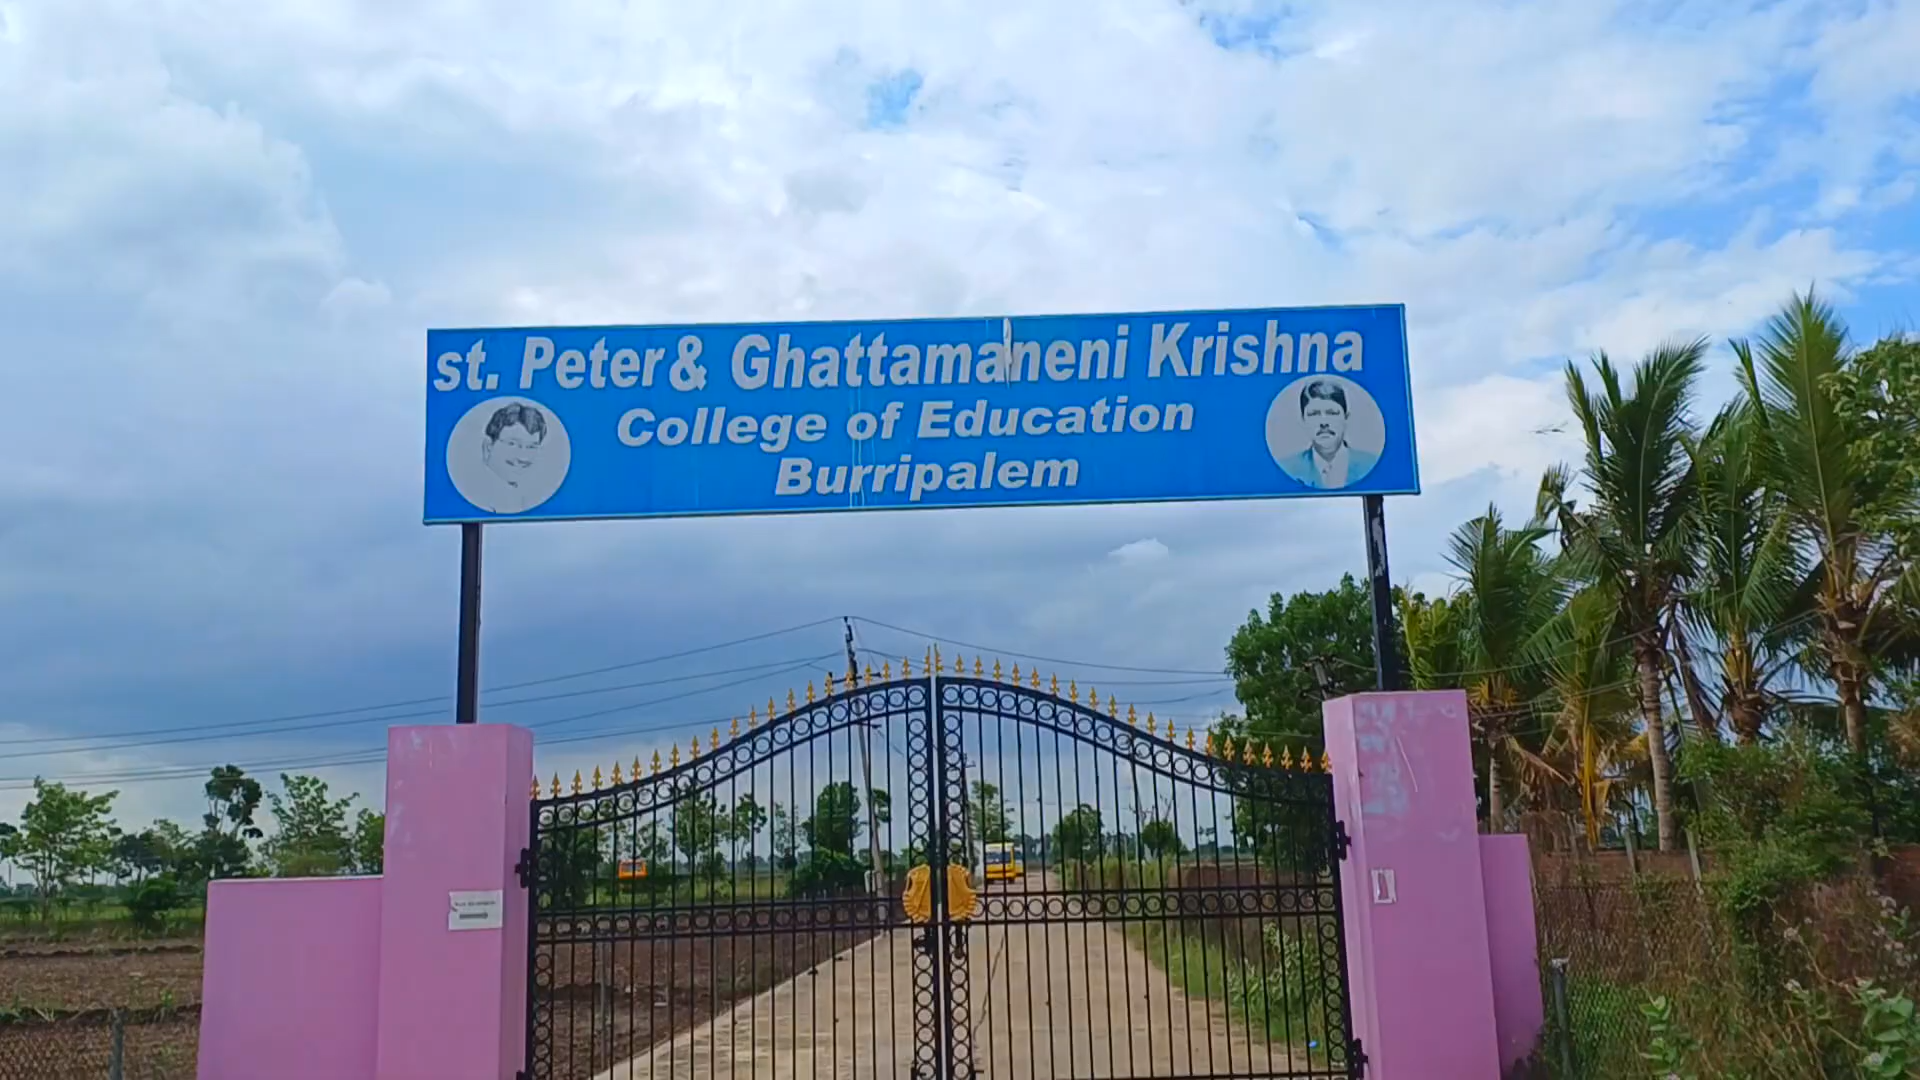 st. Peter & Ghattamaneni Krishna
College of Education
Burripalem